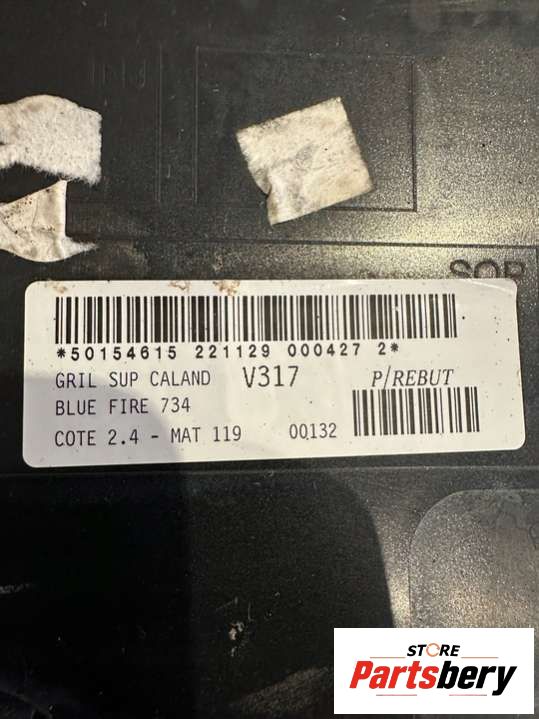 SOP
*50154615 221129 000427 2*
GRIL SUP CALAND V317 P/REBUT
BLUE FIRE 734
COTE 2.4 - MAT 119 00132
STORE
Partsbery